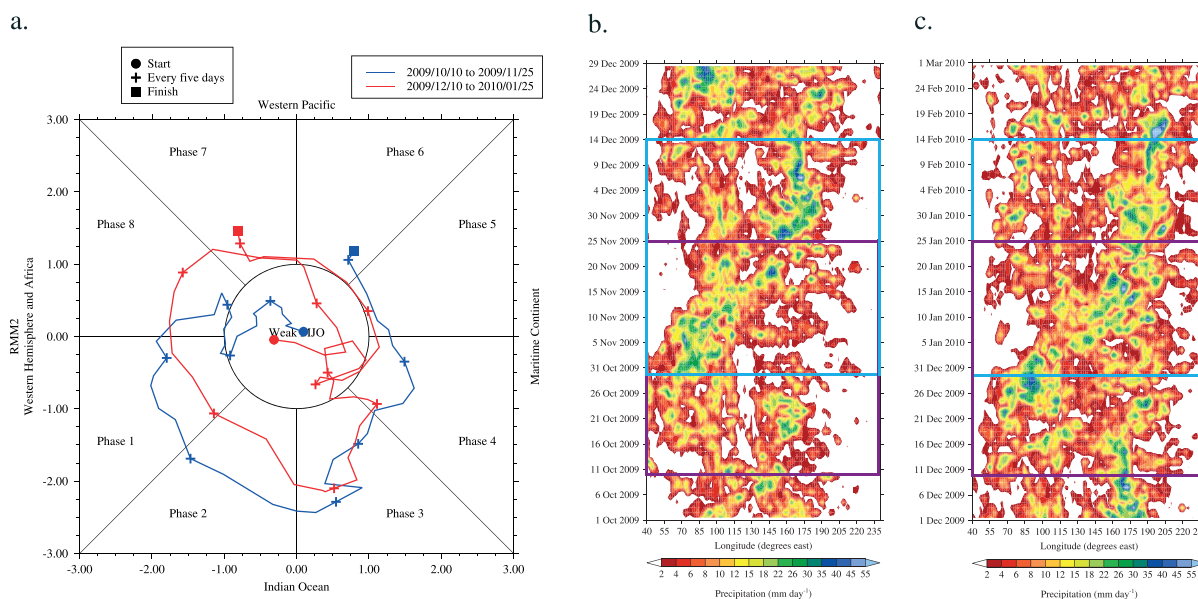 a.
Start
Every five days
Finish
2009/10/10 to 2009/11/25
2009/12/10 to 2010/01/25
Western Pacific
3.00
2.00
1.00
0.00
-1.00
-2.00
-3.00
RMM2
Western Hemisphere and Africa
Phase 7
Phase 6
Phase 8
Phase 5
Phase 1
Phase 4
Phase 2
Phase 3
Maritime Continent
-3.00 -2.00 -1.00 0.00 1.00 2.00 3.00
Indian Ocean
b.
29 Dec 2009
24 Dec 2009
19 Dec 2009
14 Dec 2009
9 Dec 2009
4 Dec 2009
30 Nov 2009
25 Nov 2009
20 Nov 2009
15 Nov 2009
10 Nov 2009
5 Nov 2009
31 Oct 2009
26 Oct 2009
21 Oct 2009
16 Oct 2009
11 Oct 2009
6 Oct 2009
1 Oct 2009
40 55 70 85 100 115 130 145 160 175 190 205 220 235
Longitude (degrees east)
2 4 6 8 10 12 15 18 22 26 30 35 40 45 55
Precipitation (mm day-1)
c.
1 Mar 2010
24 Feb 2010
19 Feb 2010
14 Feb 2010
9 Feb 2010
4 Feb 2010
30 Jan 2010
25 Jan 2010
20 Jan 2010
15 Jan 2010
10 Jan 2010
5 Jan 2010
31 Dec 2009
26 Dec 2009
21 Dec 2009
16 Dec 2009
11 Dec 2009
6 Dec 2009
1 Dec 2009
40 55 70 85 100 115 130 145 160 175 190 205 220
Longitude (degrees east)
2 4 6 8 10 12 15 18 22 26 30 35 40 45 55
Precipitation (mm day-1)